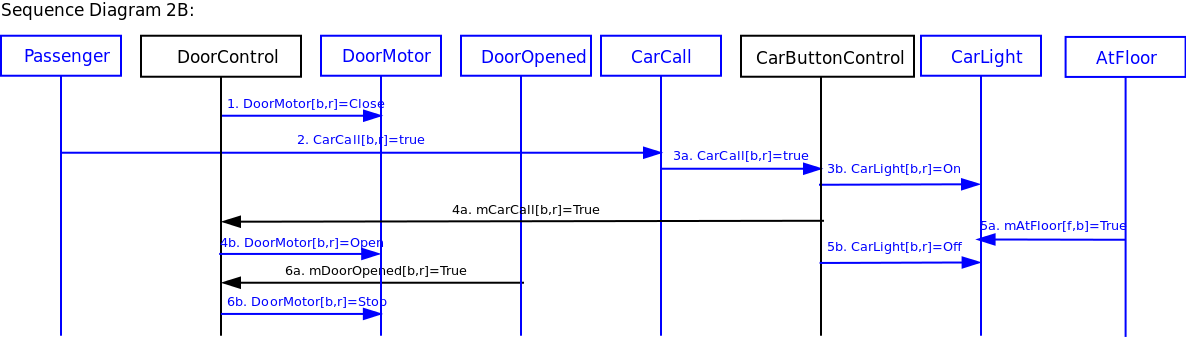 Sequence Diagram 2B:
Passenger
DoorControl
DoorMotor
DoorOpened
CarCall
CarButtonControl
CarLight
AtFloor
1. DoorMotor[b,r]=Close
2. CarCall[b,r]=true
3a. CarCall[b,r]=true
3b. CarLight[b,r]=On
4a. mCarCall[b,r]=True
5a. mAtFloor[f,b]=True
4b. DoorMotor[b,r]=Open
5b. CarLight[b,r]=Off
6a. mDoorOpened[b,r]=True
6b. DoorMotor[b,r]=Stop